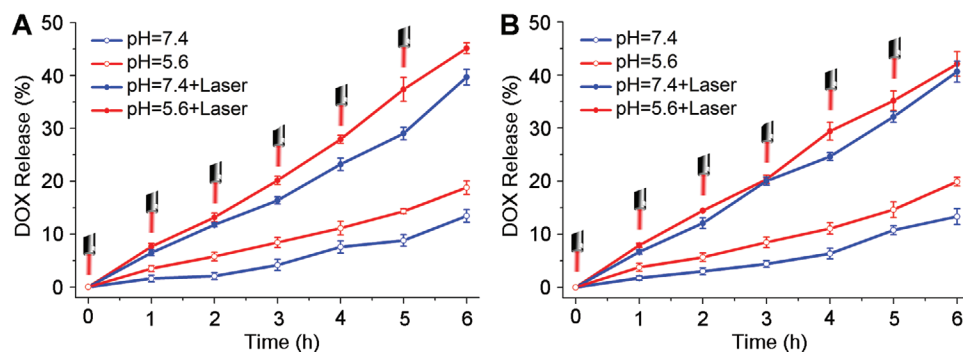 A
pH=7.4
pH=5.6
pH=7.4+Laser
pH=5.6+Laser
DOX Release (%)
50
40
30
20
10
0
0 1 2 3 4 5 6
Time (h)
B
pH=7.4
pH=5.6
pH=7.4+Laser
pH=5.6+Laser
DOX Release (%)
50
40
30
20
10
0
0 1 2 3 4 5 6
Time (h)